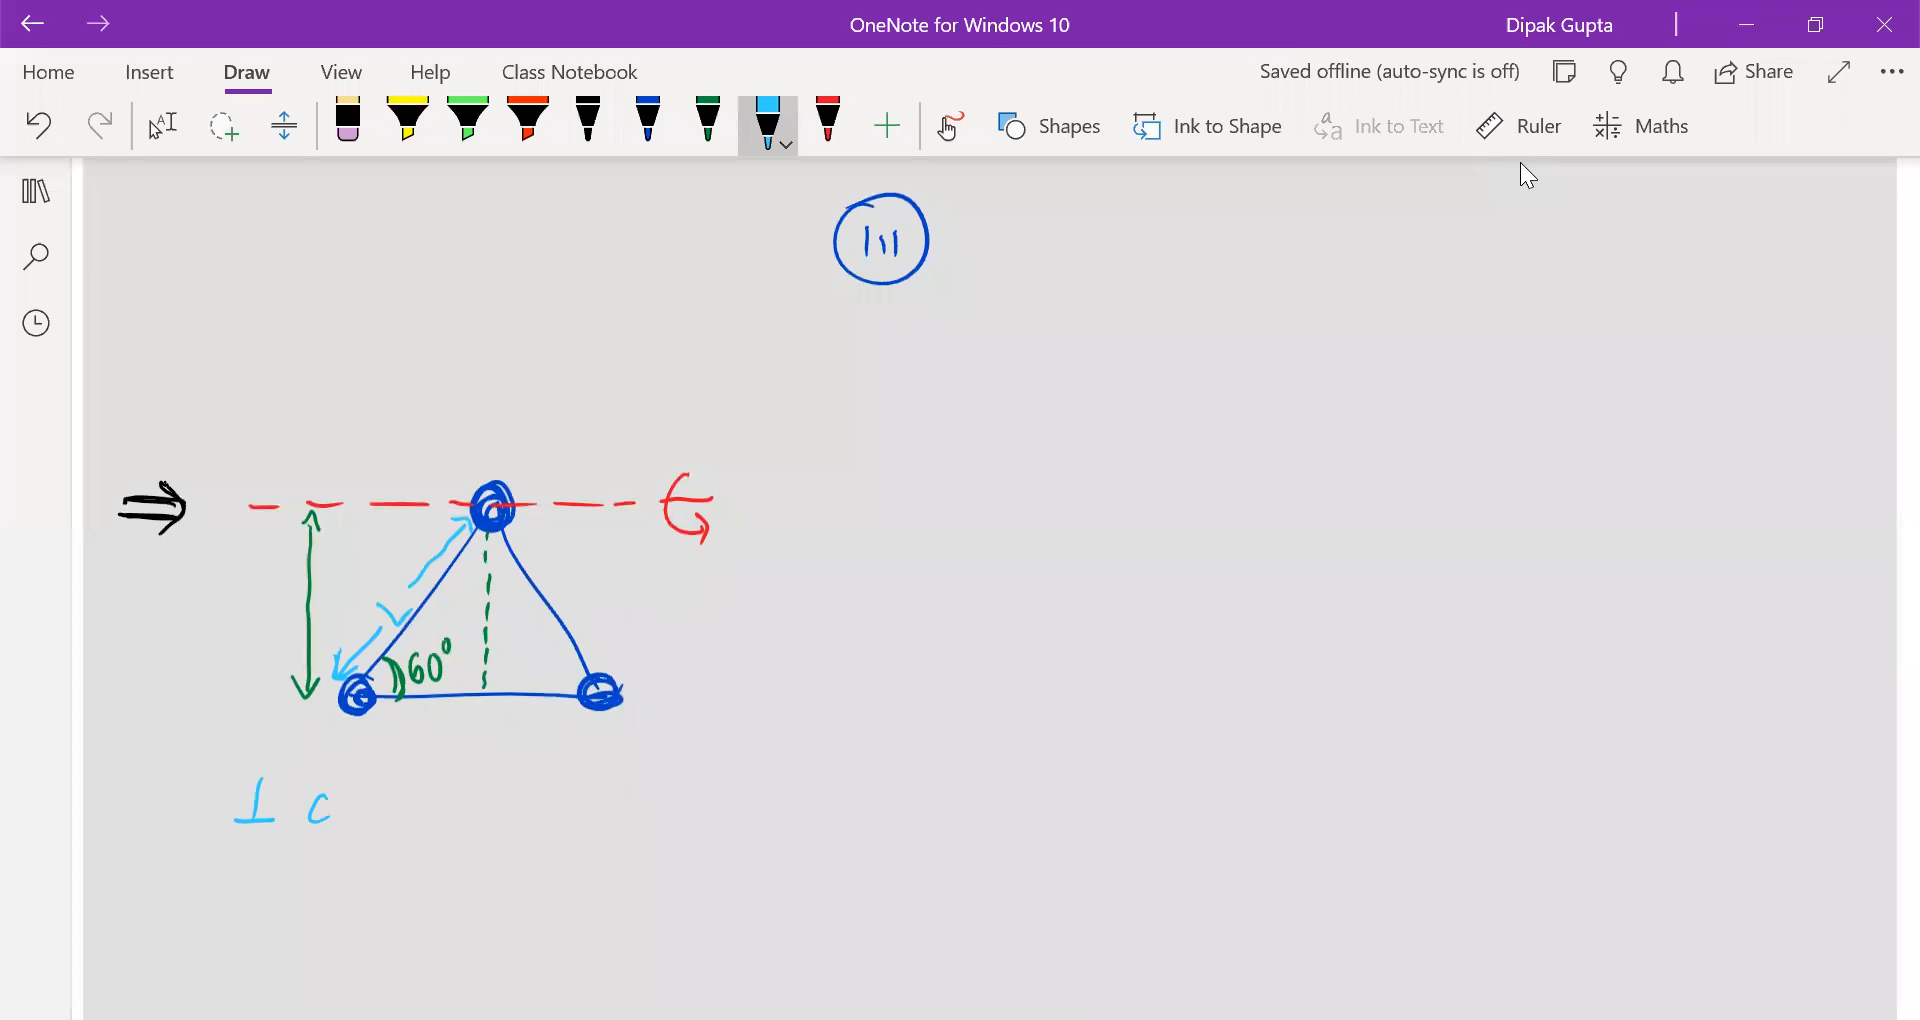 OneNote for Windows 10
Dipak Gupta
Home Insert Draw View Help Class Notebook
Saved offline (auto-sync is off)
Share
Shapes
Ink to Shape
Ink to Text
Ruler
Maths
111
60°
⊥ c